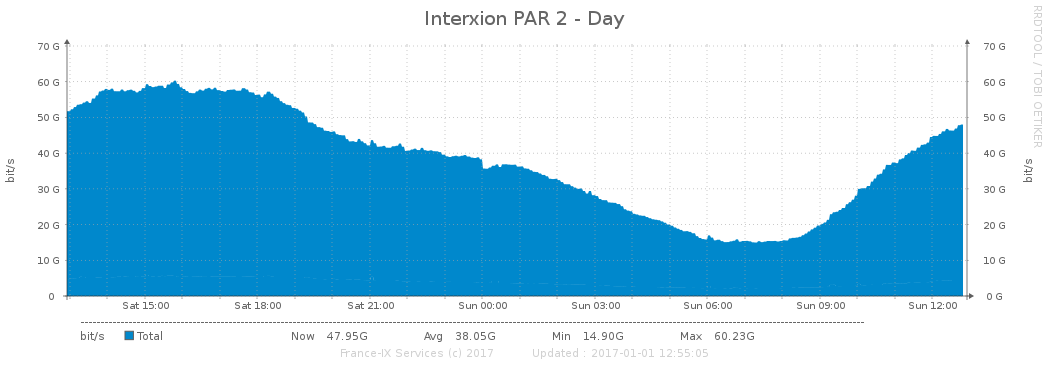 Interxion PAR 2 - Day
RRDTOOL / TOBI OETIKER
70 G 70 G
60 G 60 G
50 G 50 G
40 G 40 G
30 G 30 G
20 G 20 G
10 G 10 G
0 0 G
bit/s bit/s
Sat 15:00 Sat 18:00 Sat 21:00 Sun 00:00 Sun 03:00 Sun 06:00 Sun 09:00 Sun 12:00
bit/s Total Now 47.95G Avg 38.05G Min 14.90G Max 60.23G
France-IX Services (c) 2017 Updated : 2017-01-01 12:55:05